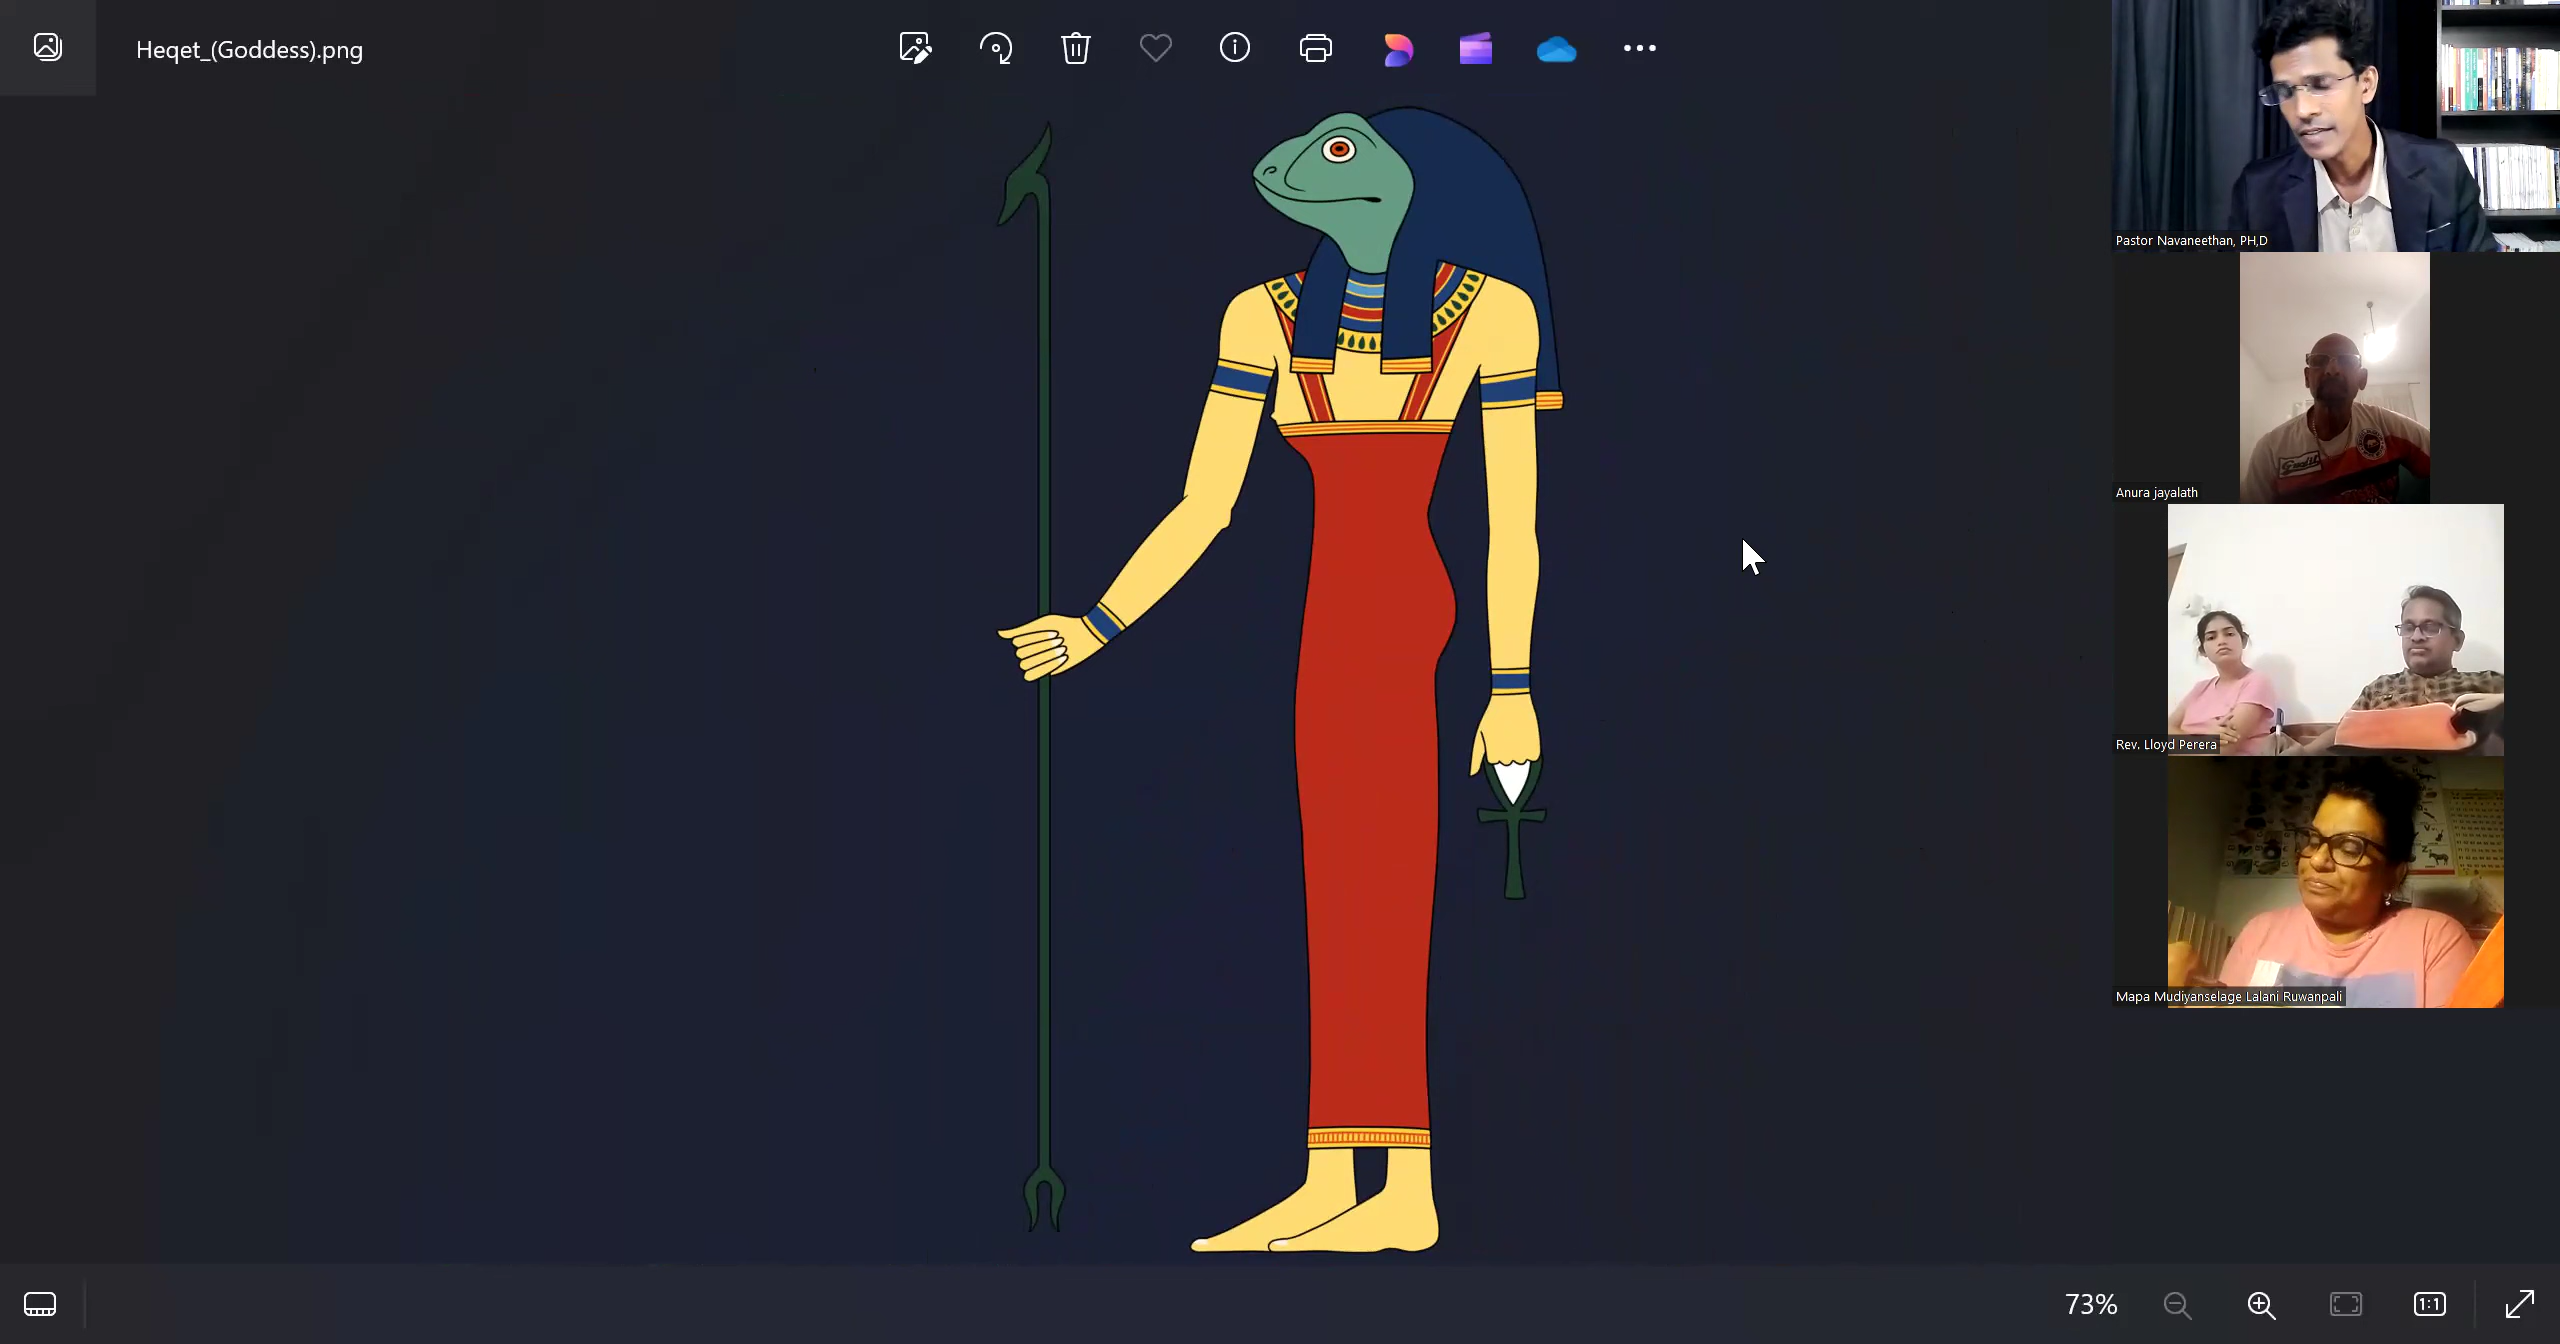 Heqet_(Goddess).png
Pastor Navaneethan, PH,D
Anura jayalath
Rev. Lloyd Perera
Mapa Mudiyanselage Lalani Ruwanpali
73%
1:1